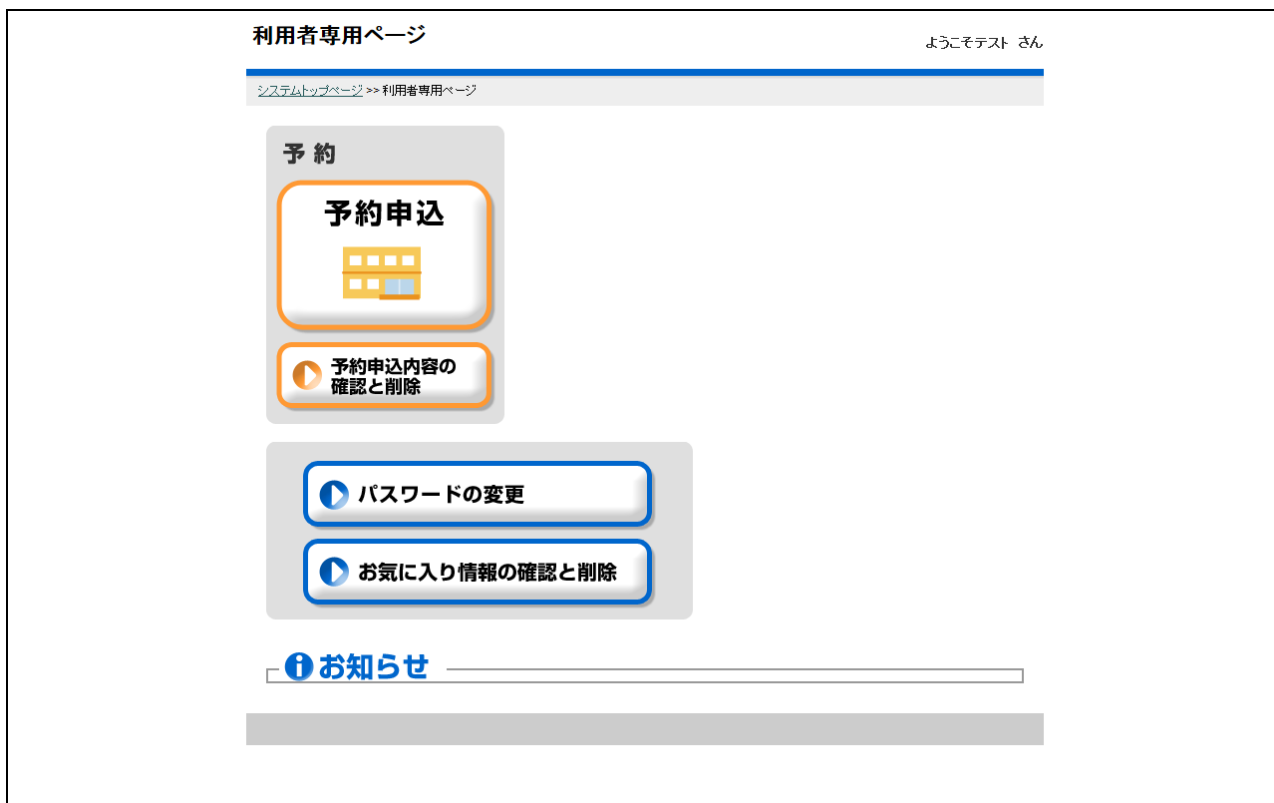 利用者専用ページ
ようこそテスト さん
システムトップページ >> 利用者専用ページ
予 約
予約申込
予約申込内容の
確認と削除
パスワードの変更
お気に入り情報の確認と削除
お知らせ